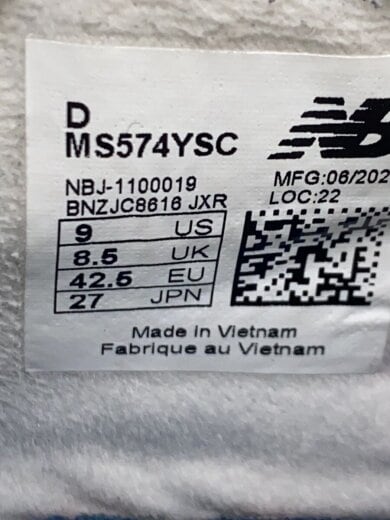 D
MS574YSC
NB
NBJ-1100019
BNZJC8616 JXR
MFG:06/202
LOC:22
9 US
8.5 UK
42.5 EU
27 JPN
Made in Vietnam
Fabrique au Vietnam